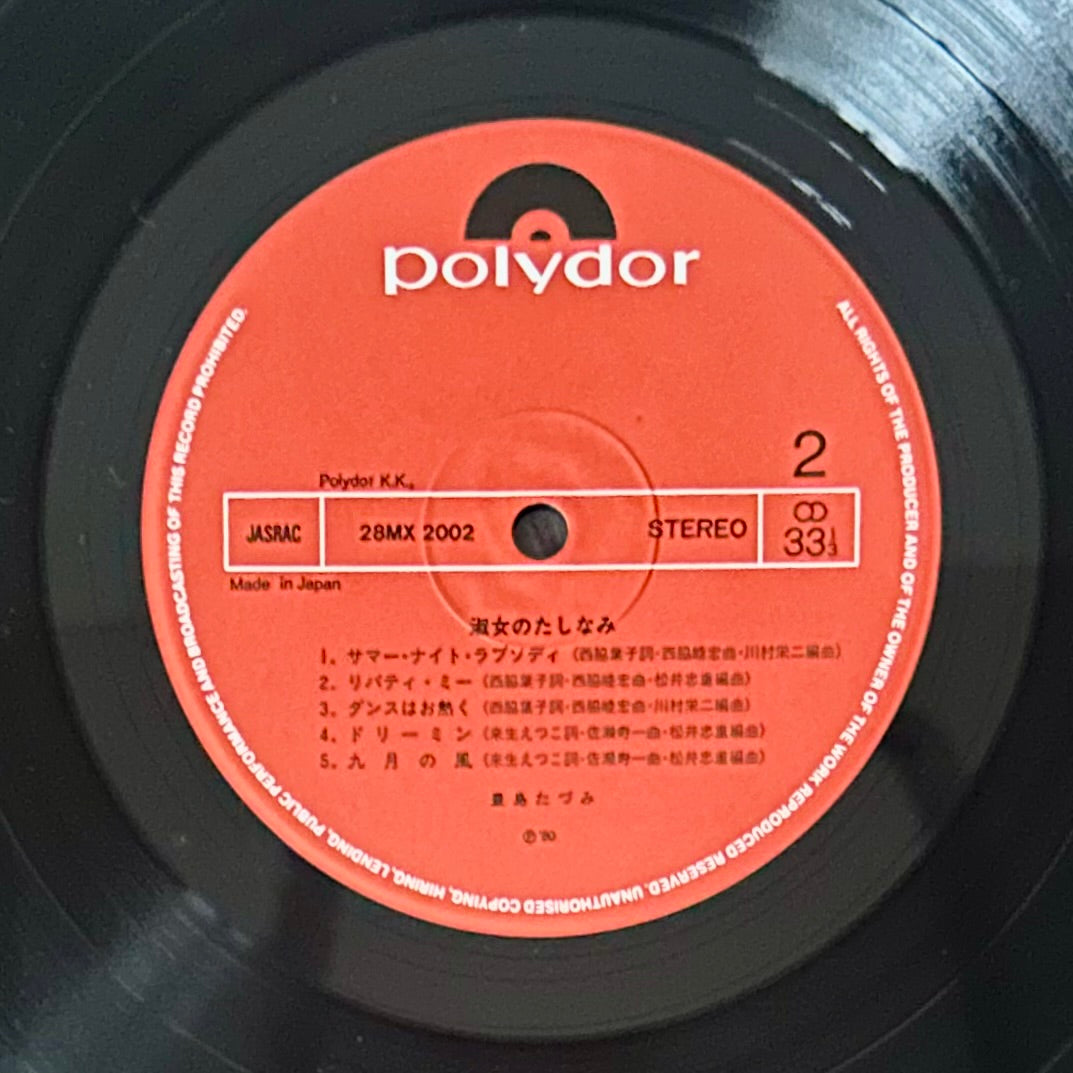 polydor
2
Polydor K.K.,
JASRAC 28MX 2002 STEREO 33⅓
Made in Japan
淑女のたしなみ
1. サマー・ナイト・ラプソディ (西脇葉子詞・西脇睦宏曲・川村栄二編曲)
2. リバティ・ミー (西脇葉子詞・西脇睦宏曲・松井忠重編曲)
3. ダンスはお熱く (西脇葉子詞・西脇睦宏曲・川村栄二編曲)
4. ドリーミン (来生えつこ詞・佐瀬寿一曲・松井忠重編曲)
5. 九月の風 (来生えつこ詞・佐瀬寿一曲・松井忠重編曲)
豊島たづみ
Ⓟ '80
ALL RIGHTS OF THE PRODUCER AND OF THE OWNER OF THE WORK REPRODUCED RESERVED. UNAUTHORISED COPYING, HIRING, LENDING, PUBLIC PERFORMANCE AND BROADCASTING OF THIS RECORD PROHIBITED.